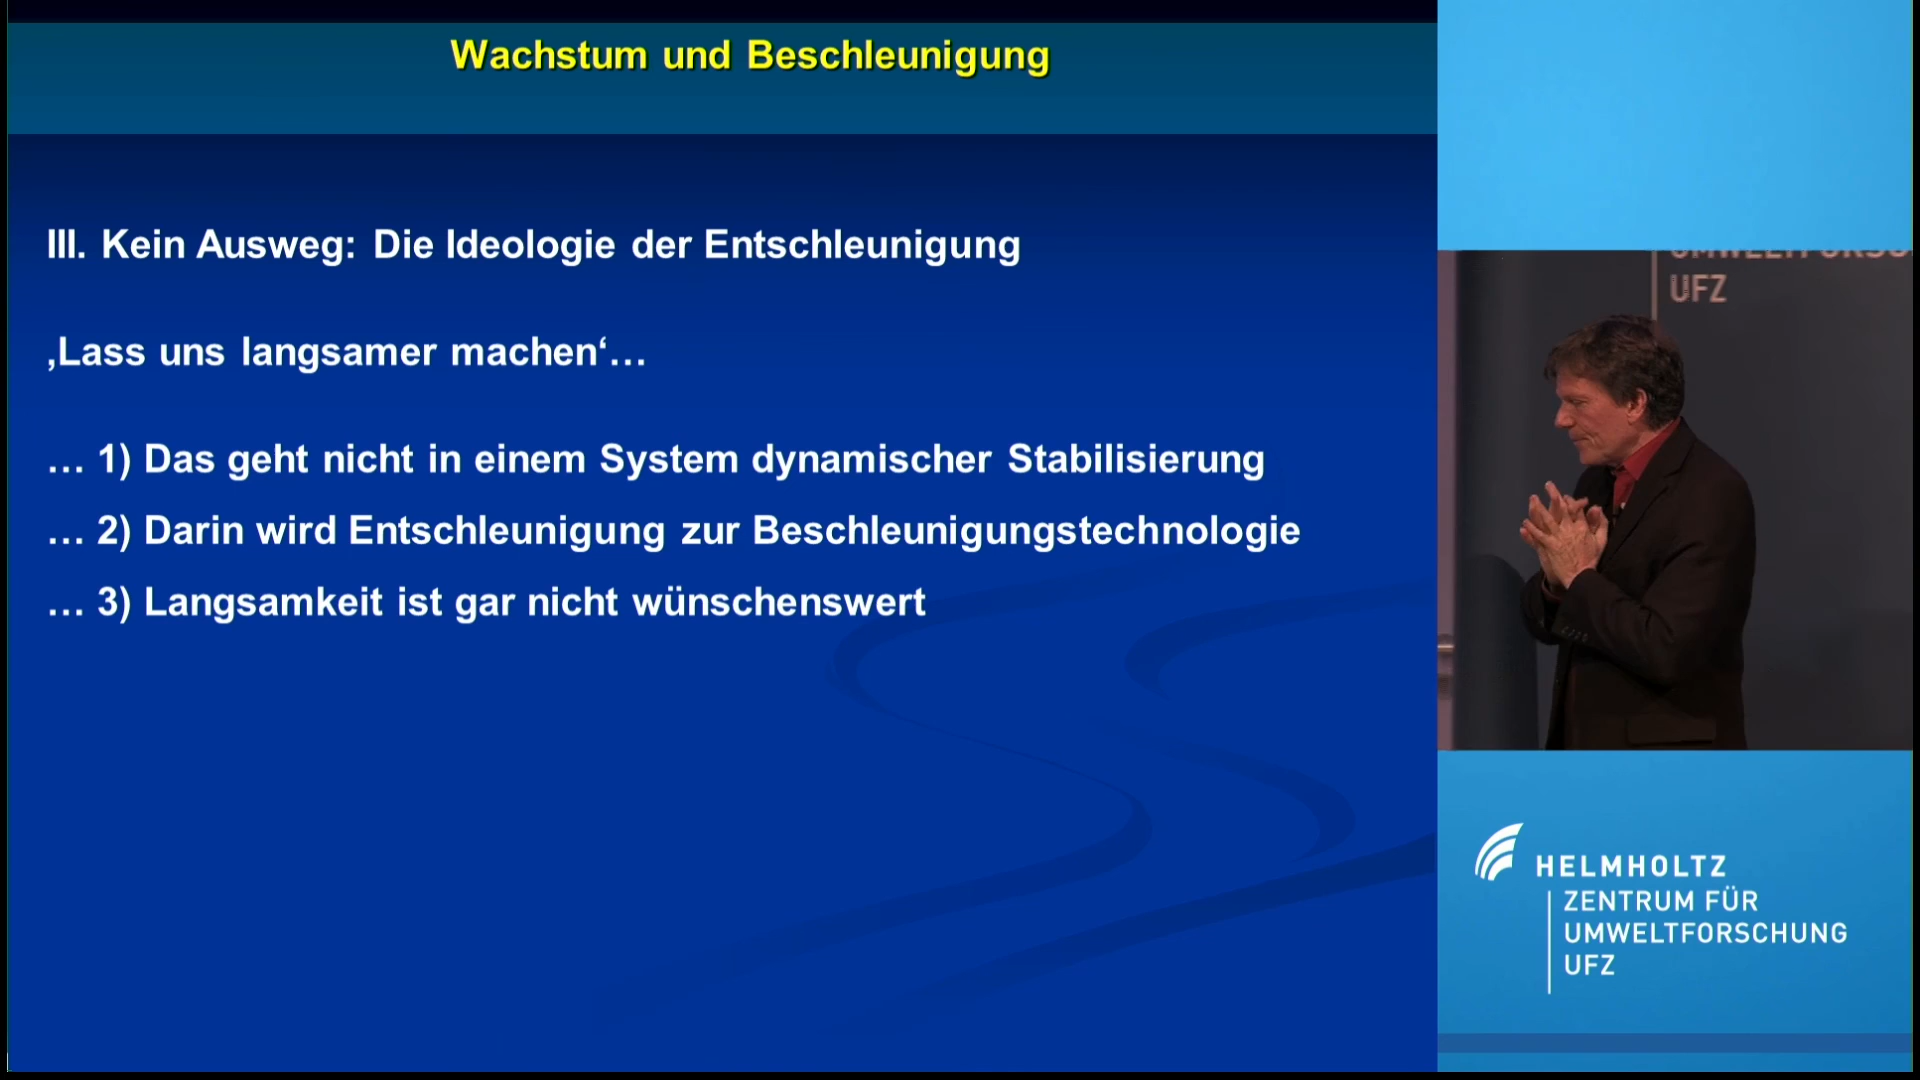 Wachstum und Beschleunigung
III. Kein Ausweg: Die Ideologie der Entschleunigung
‚Lass uns langsamer machen‘…
… 1) Das geht nicht in einem System dynamischer Stabilisierung
… 2) Darin wird Entschleunigung zur Beschleunigungstechnologie
… 3) Langsamkeit ist gar nicht wünschenswert
UFZ
HELMHOLTZ
ZENTRUM FÜR
UMWELTFORSCHUNG
UFZ